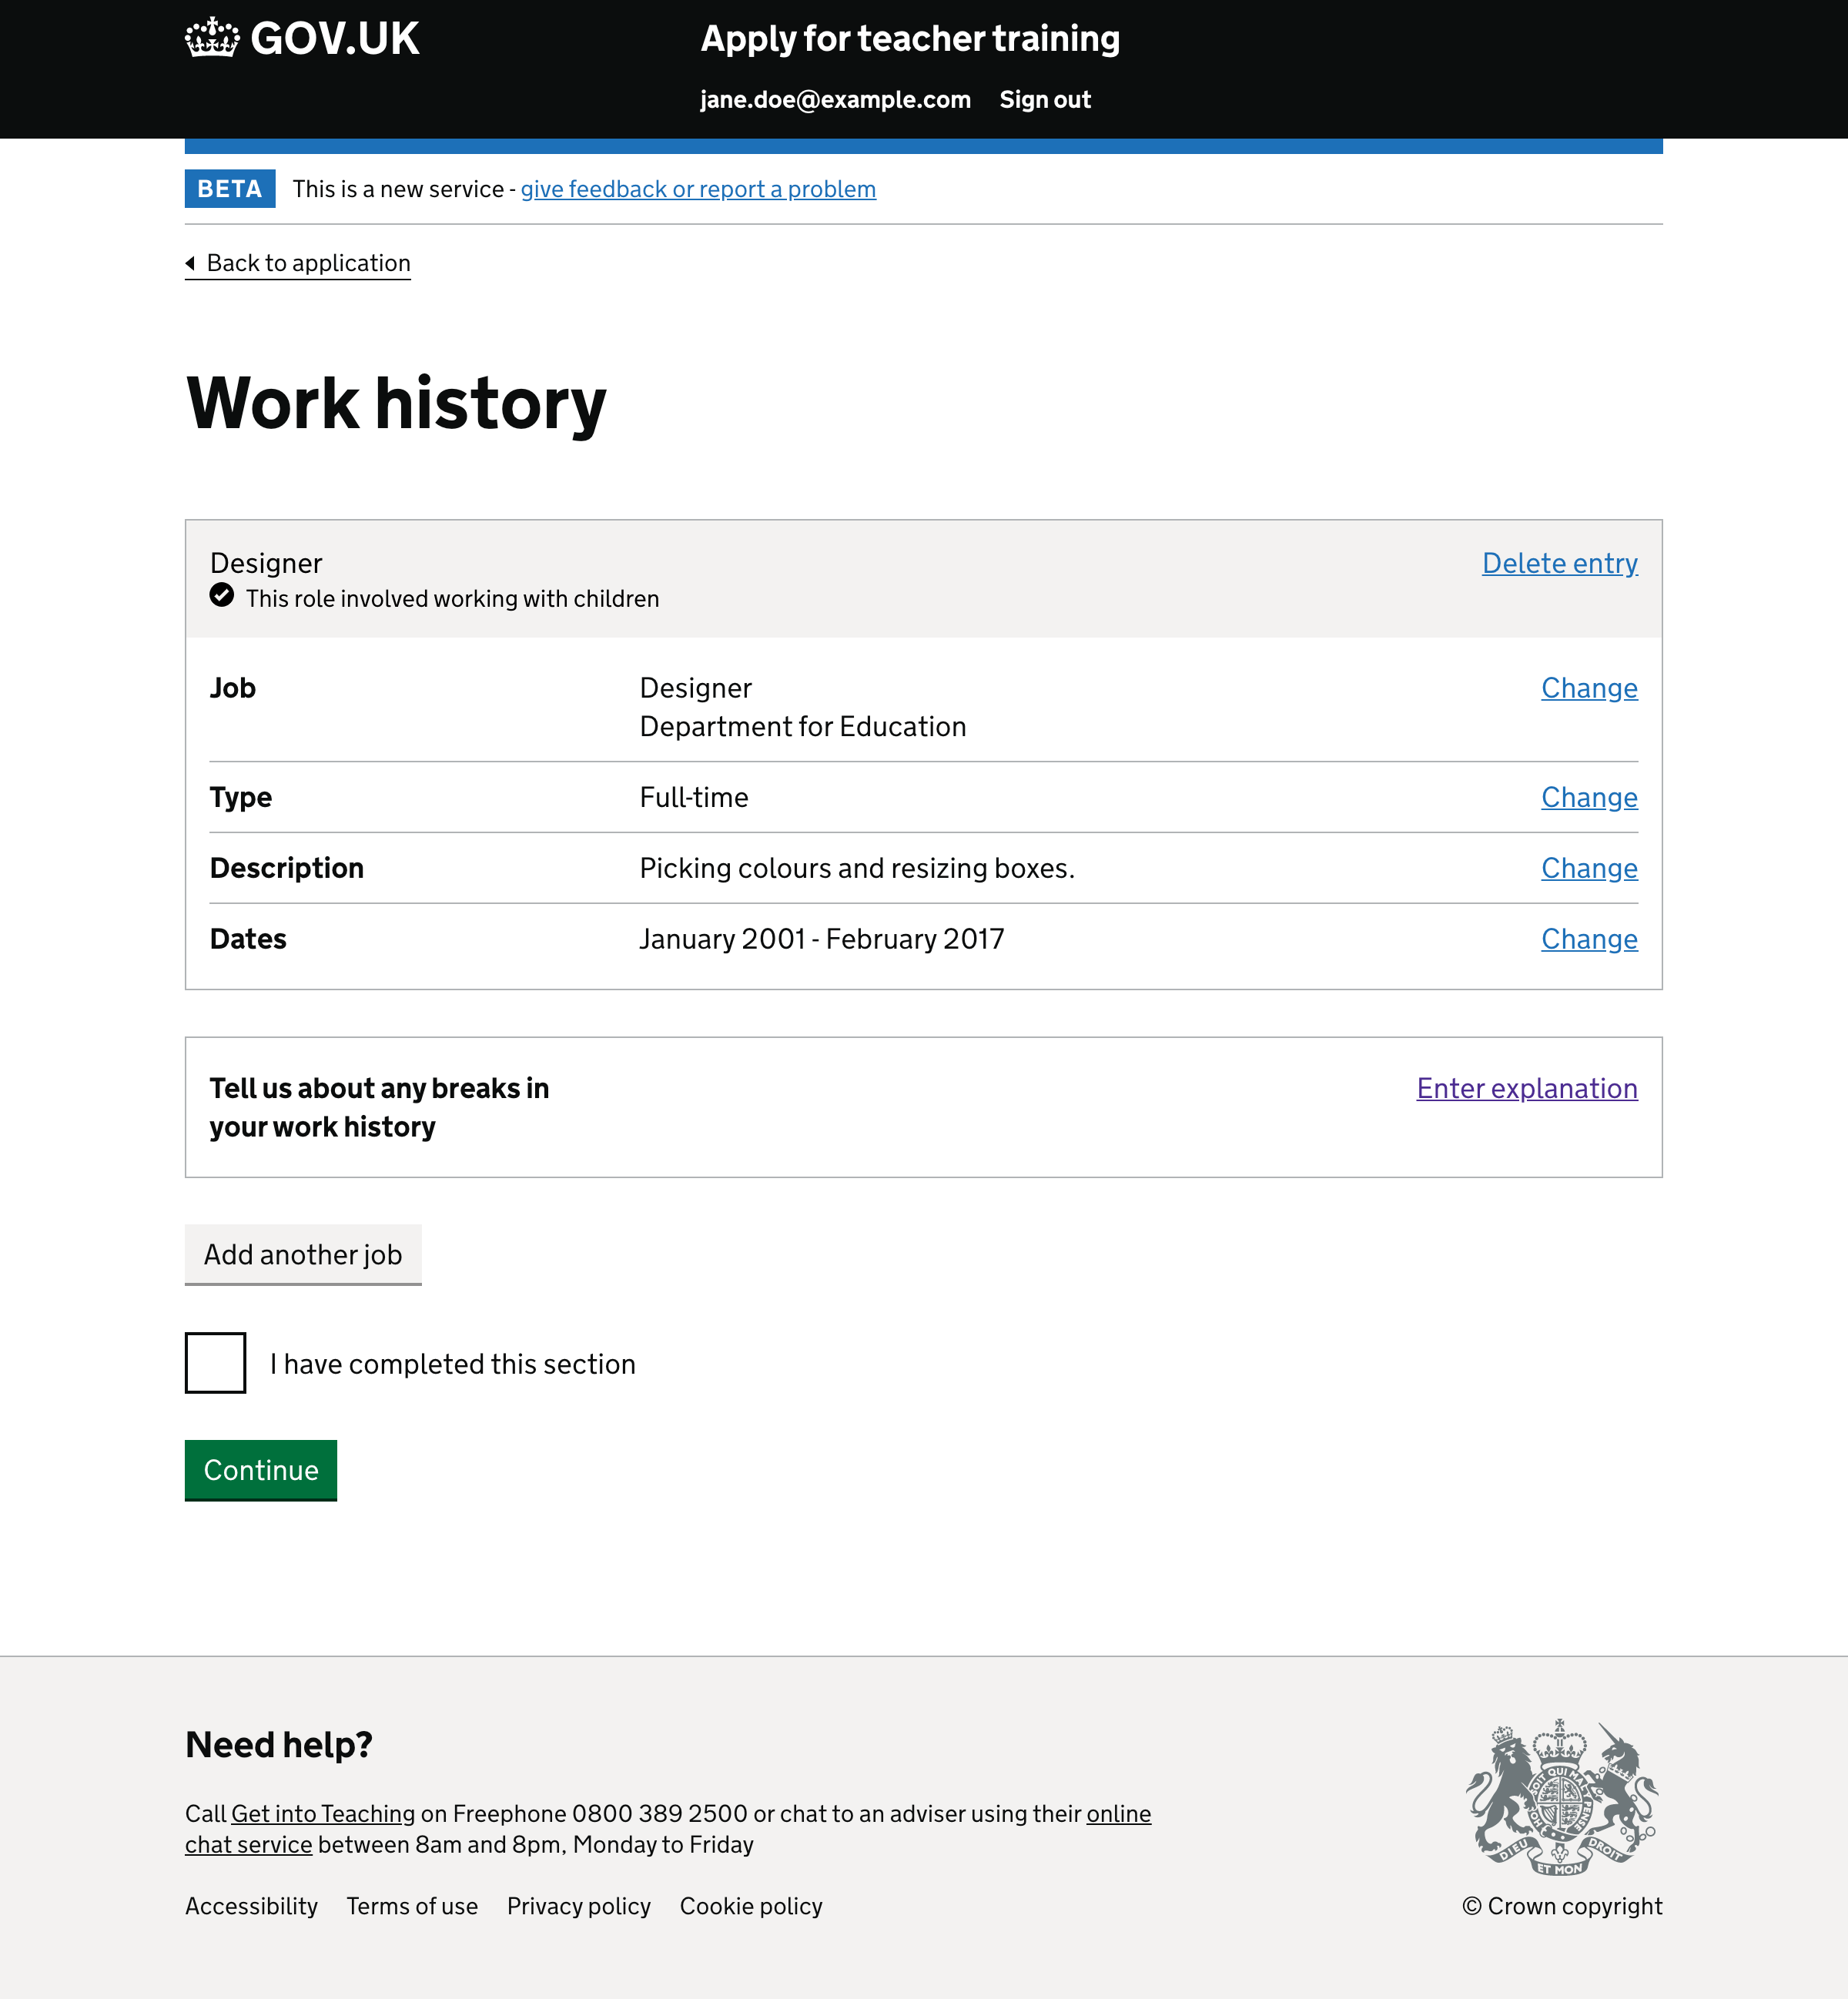 GOV.UK
Apply for teacher training
jane.doe@example.com Sign out
BETA This is a new service - give feedback or report a problem
Back to application
Work history
Designer Delete entry
This role involved working with children
Job Designer Change
Department for Education
Type Full-time Change
Description Picking colours and resizing boxes. Change
Dates January 2001 - February 2017 Change
Tell us about any breaks in Enter explanation
your work history
Add another job
I have completed this section
Continue
Need help?
Call Get into Teaching on Freephone 0800 389 2500 or chat to an adviser using their online
chat service between 8am and 8pm, Monday to Friday
DIEU ET MON DROIT
Accessibility Terms of use Privacy policy Cookie policy
© Crown copyright